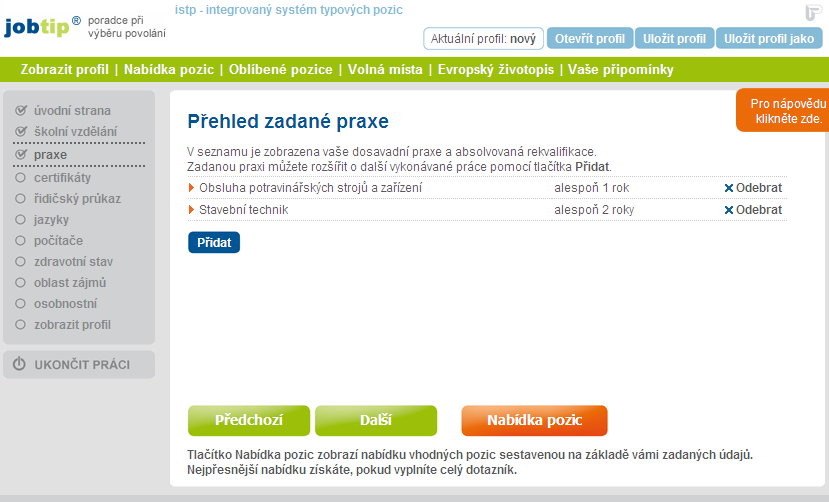 jobtip®
poradce při
výběru povolání
istp - integrovaný systém typových pozic
Aktuální profil: nový
Otevřít profil
Uložit profil
Uložit profil jako
Zobrazit profil | Nabídka pozic | Oblíbené pozice | Volná místa | Evropský životopis | Vaše připomínky
úvodní strana
školní vzdělání
praxe
certifikáty
řidičský průkaz
jazyky
počítače
zdravotní stav
oblast zájmů
osobnostní
zobrazit profil
UKONČIT PRÁCI
Pro nápovědu
klikněte zde.
Přehled zadané praxe
V seznamu je zobrazena vaše dosavadní praxe a absolvovaná rekvalifikace.
Zadanou praxi můžete rozšířit o další vykonávané práce pomocí tlačítka Přidat.
Obsluha potravinářských strojů a zařízení alespoň 1 rok Odebrat
Stavební technik alespoň 2 roky Odebrat
Přidat
Předchozí
Další
Nabídka pozic
Tlačítko Nabídka pozic zobrazí nabídku vhodných pozic sestavenou na základě vámi zadaných údajů.
Nejpřesnější nabídku získáte, pokud vyplníte celý dotazník.